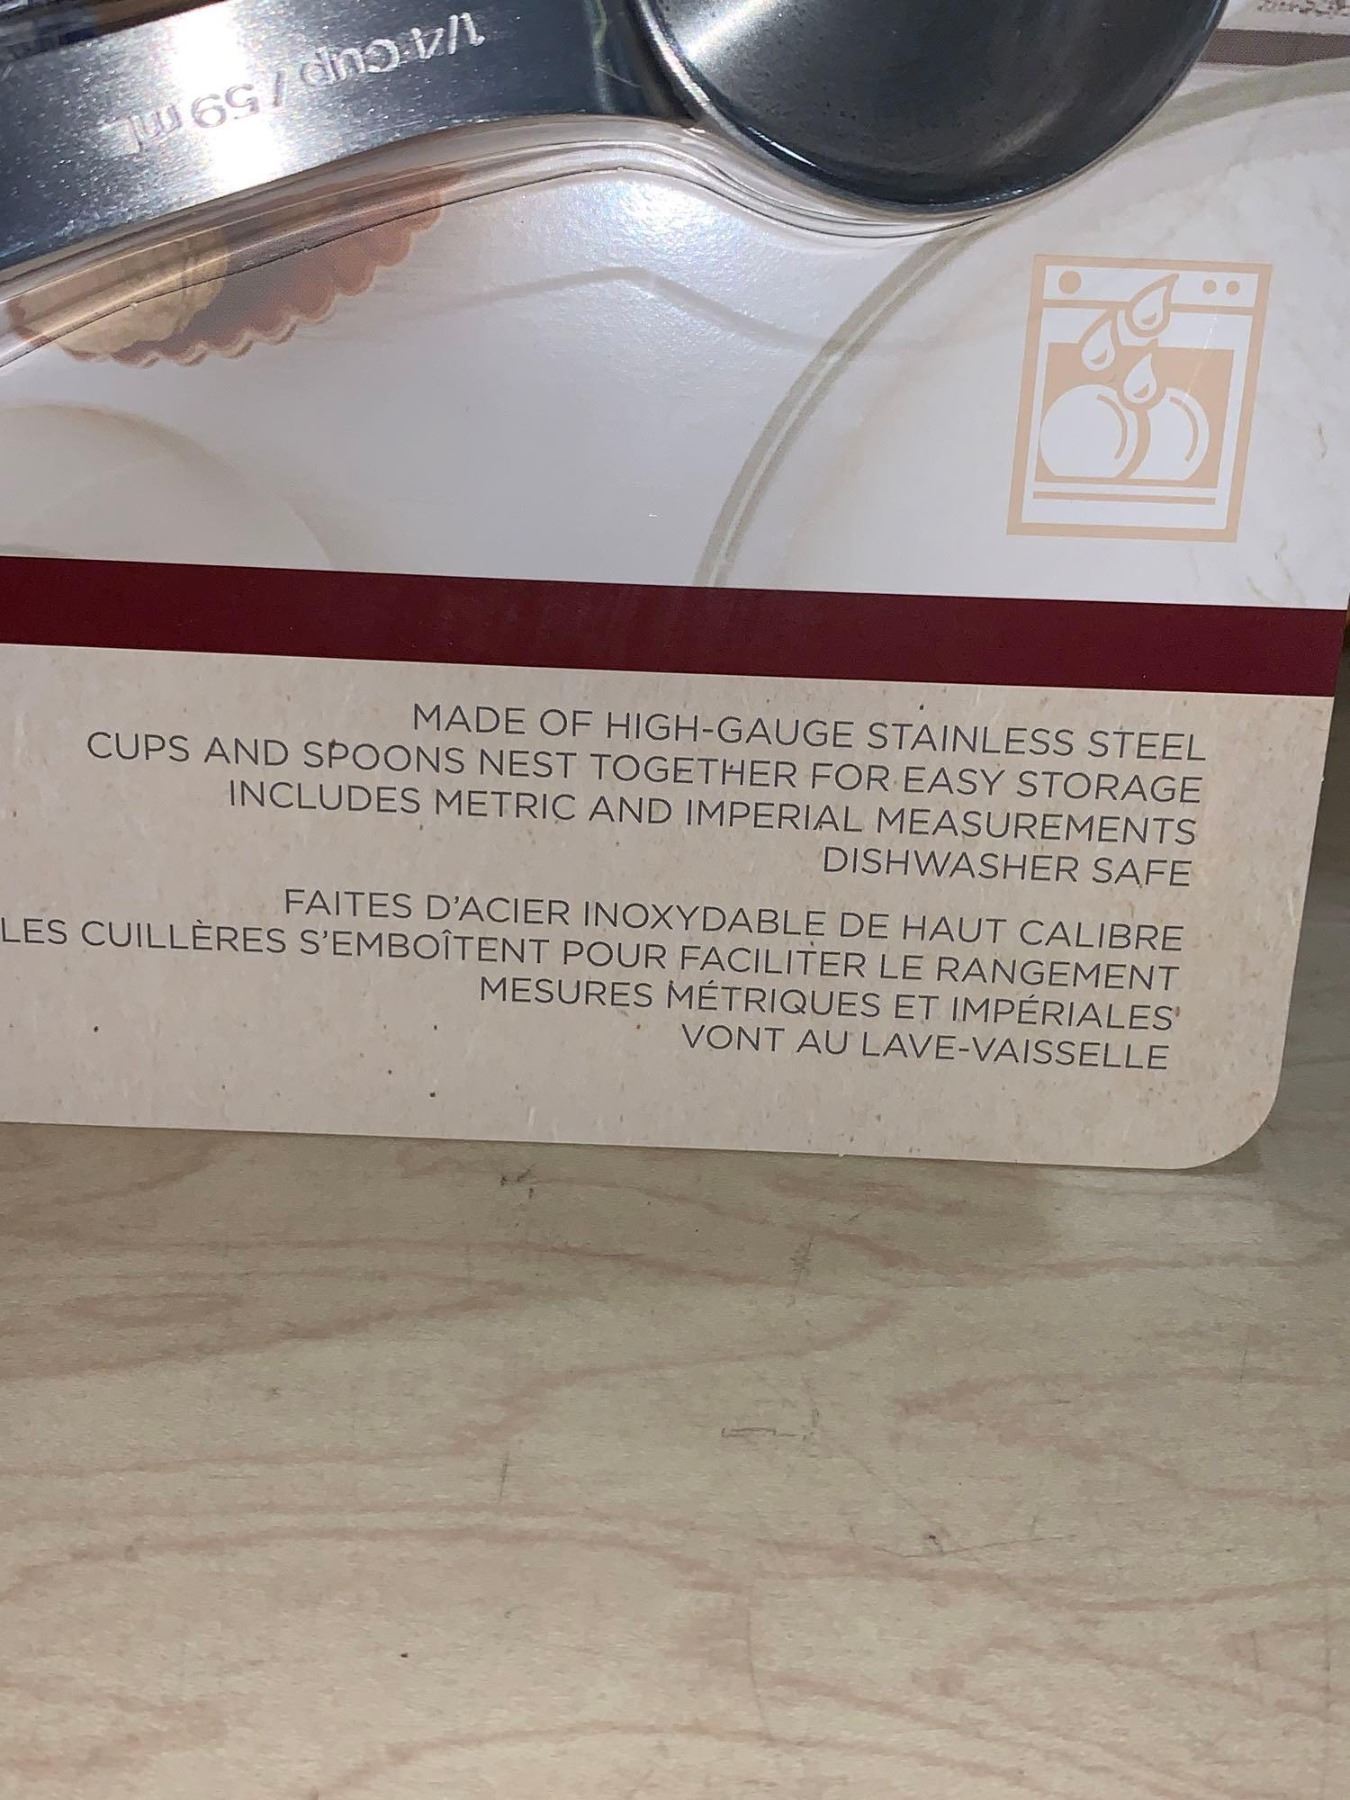 1/4 Cup / 59 mL
MADE OF HIGH-GAUGE STAINLESS STEEL
CUPS AND SPOONS NEST TOGETHER FOR EASY STORAGE
INCLUDES METRIC AND IMPERIAL MEASUREMENTS
DISHWASHER SAFE
FAITES D'ACIER INOXYDABLE DE HAUT CALIBRE
LES CUILLÈRES S'EMBOÎTENT POUR FACILITER LE RANGEMENT
MESURES MÉTRIQUES ET IMPÉRIALES
VONT AU LAVE-VAISSELLE